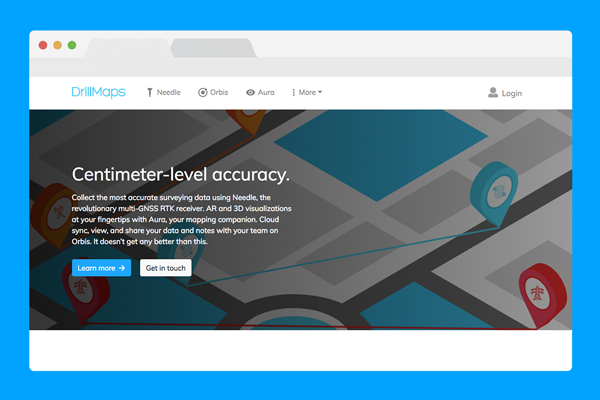 DrillMaps Needle Orbis Aura More Login
Centimeter-level accuracy.
Collect the most accurate surveying data using Needle, the
revolutionary multi-GNSS RTK receiver. AR and 3D visualizations
at your fingertips with Aura, your mapping companion. Cloud
sync, view, and share your data and notes with your team on
Orbis. It doesn't get any better than this.
Learn more → Get in touch